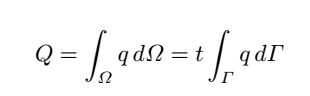 Q = ∫_Ω q dΩ = t ∫_Γ q dΓ